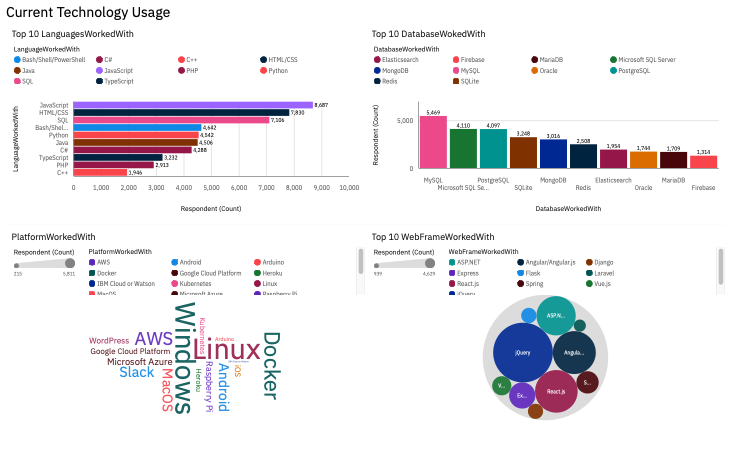 Current Technology Usage
Top 10 LanguagesWorkedWith
LanguageWorkedWith
Bash/Shell/PowerShell C# C++ HTML/CSS
Java JavaScript PHP Python
SQL TypeScript
LanguageWorkedWith
JavaScript 8,687
HTML/CSS 7,830
SQL 7,106
Bash/Shel... 4,642
Python 4,542
Java 4,506
C# 4,288
TypeScript 3,232
PHP 2,913
C++ 1,946
0 1,000 2,000 3,000 4,000 5,000 6,000 7,000 8,000 9,000 10,000
Respondent (Count)
Top 10 DatabaseWokedWith
DatabaseWorkedWith
Elasticsearch Firebase MariaDB Microsoft SQL Server
MongoDB MySQL Oracle PostgreSQL
Redis SQLite
Respondent (Count)
5,000
0
5,469 4,110 4,097 3,248 3,016 2,508 1,954 1,744 1,709 1,314
MySQL PostgreSQL MongoDB Elasticsearch MariaDB
Microsoft SQL Se... SQLite Redis Oracle Firebase
DatabaseWorkedWith
PlatformWorkedWith
Respondent (Count)
215 5,811
PlatformWorkedWith
AWS Android Arduino
Docker Google Cloud Platform Heroku
IBM Cloud or Watson Kubernetes Linux
MacOS Microsoft Azure Raspberry Pi
WordPress
AWS
Google Cloud Platform
Microsoft Azure
Slack
MacOS
Windows
Kubernetes
Arduino
Linux
Heroku
Raspberry Pi
Android
iOS
Docker
Top 10 WebFrameWorkedWith
Respondent (Count)
939 4,629
WebFrameWorkedWith
ASP.NET Angular/Angular.js Django
Express Flask Laravel
React.js Spring Vue.js
jQuery
ASP.N...
jQuery
Angula...
V...
Ex...
React.js
S...